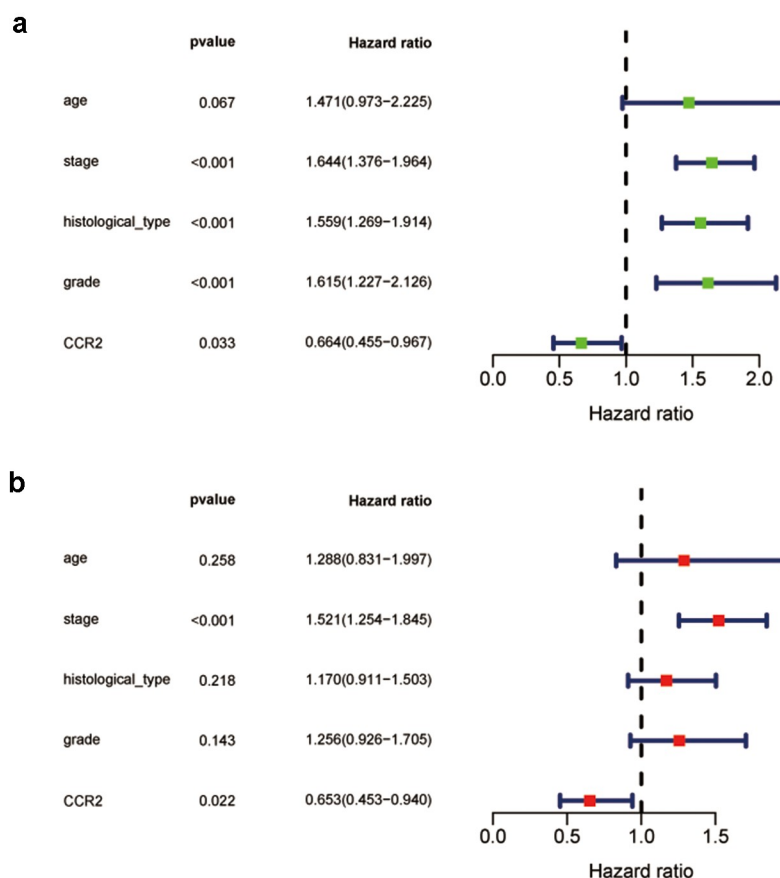 a
pvalue Hazard ratio
age 0.067 1.471(0.973−2.225)
stage <0.001 1.644(1.376−1.964)
histological_type <0.001 1.559(1.269−1.914)
grade <0.001 1.615(1.227−2.126)
CCR2 0.033 0.664(0.455−0.967)
0.0 0.5 1.0 1.5 2.0
Hazard ratio
b
pvalue Hazard ratio
age 0.258 1.288(0.831−1.997)
stage <0.001 1.521(1.254−1.845)
histological_type 0.218 1.170(0.911−1.503)
grade 0.143 1.256(0.926−1.705)
CCR2 0.022 0.653(0.453−0.940)
0.0 0.5 1.0 1.5
Hazard ratio